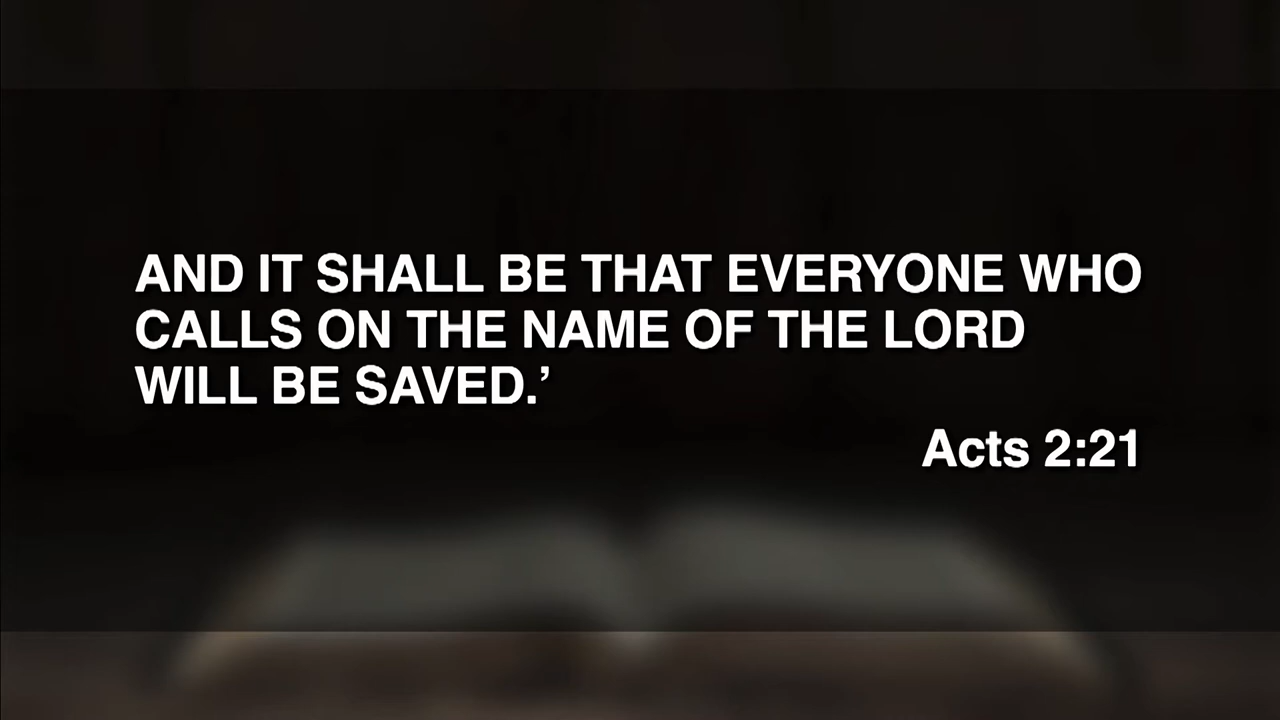 AND IT SHALL BE THAT EVERYONE WHO
CALLS ON THE NAME OF THE LORD
WILL BE SAVED.’
Acts 2:21